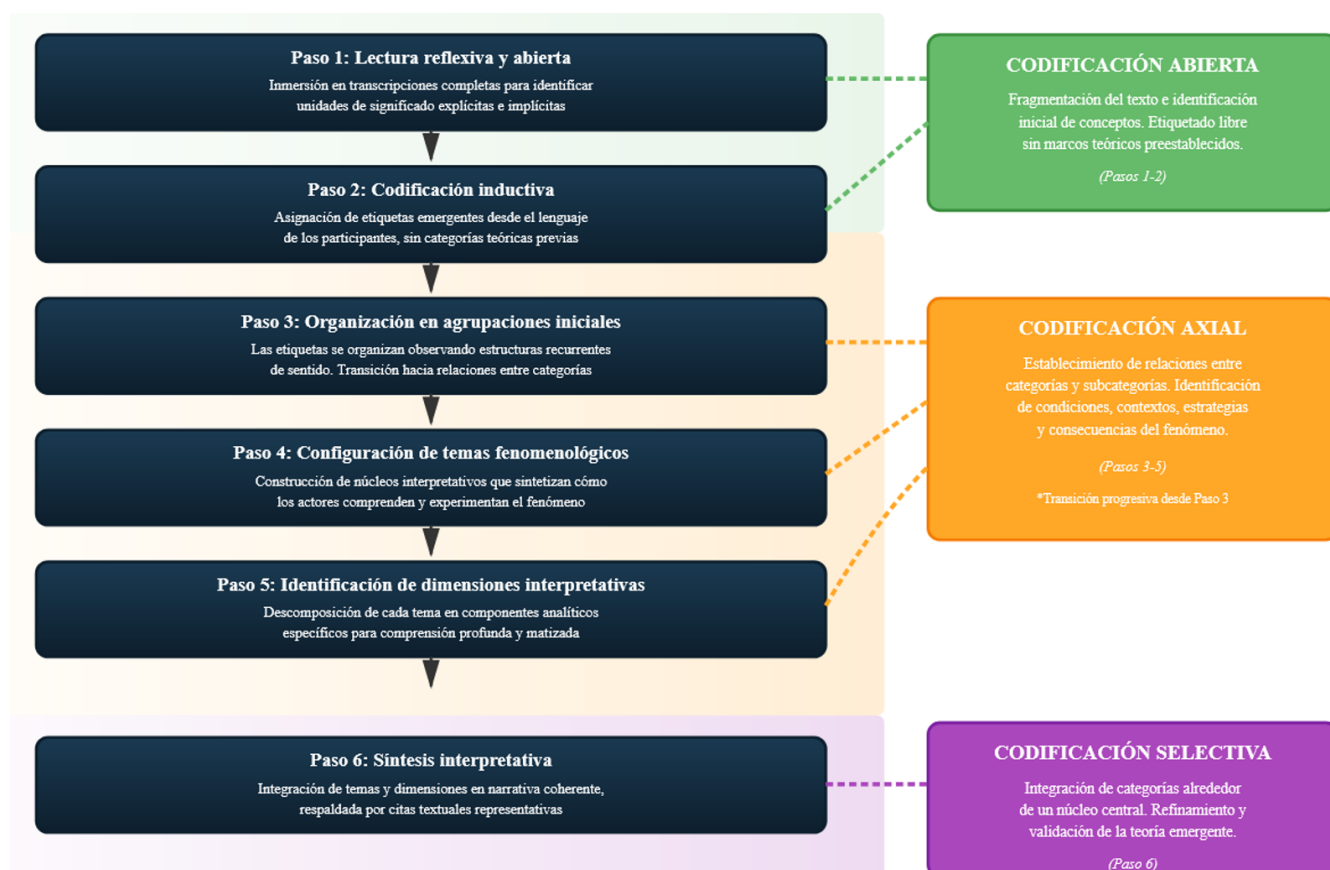 Paso 1: Lectura reflexiva y abierta
Inmersión en transcripciones completas para identificar
unidades de significado explícitas e implícitas
Paso 2: Codificación inductiva
Asignación de etiquetas emergentes desde el lenguaje
de los participantes, sin categorías teóricas previas
Paso 3: Organización en agrupaciones iniciales
Las etiquetas se organizan observando estructuras recurrentes
de sentido. Transición hacia relaciones entre categorías
Paso 4: Configuración de temas fenomenológicos
Construcción de núcleos interpretativos que sintetizan cómo
los actores comprenden y experimentan el fenómeno
Paso 5: Identificación de dimensiones interpretativas
Descomposición de cada tema en componentes analíticos
específicos para comprensión profunda y matizada
Paso 6: Síntesis interpretativa
Integración de temas y dimensiones en narrativa coherente,
respaldada por citas textuales representativas
CODIFICACIÓN ABIERTA
Fragmentación del texto e identificación
inicial de conceptos. Etiquetado libre
sin marcos teóricos preestablecidos.
(Pasos 1-2)
CODIFICACIÓN AXIAL
Establecimiento de relaciones entre
categorías y subcategorías. Identificación
de condiciones, contextos, estrategias
y consecuencias del fenómeno.
(Pasos 3-5)
*Transición progresiva desde Paso 3
CODIFICACIÓN SELECTIVA
Integración de categorías alrededor
de un núcleo central. Refinamiento y
validación de la teoría emergente.
(Paso 6)